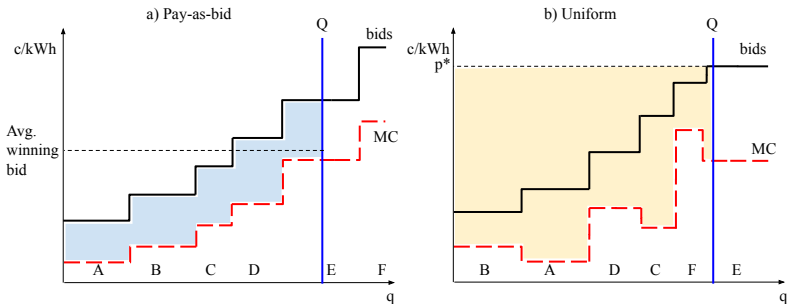 a) Pay-as-bid
Q
c/kWh
bids
Avg.
winning
bid
MC
A B C D E F
q
b) Uniform
Q
c/kWh
p*
bids
MC
B A D C F E
q